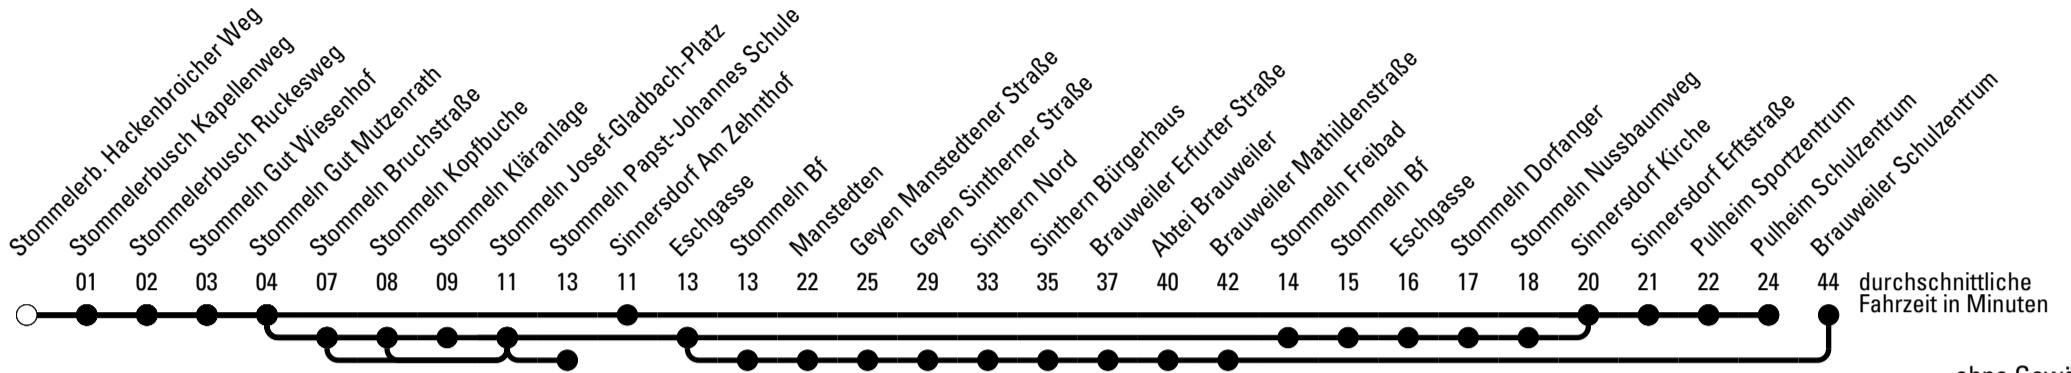 Stommelerb. Hackenbroicher Weg
Stommelerbusch Kapellenweg
Stommelerbusch Ruckesweg
Stommeln Gut Wiesenhof
Stommeln Gut Mutzenrath
Stommeln Bruchstraße
Stommeln Kopfbuche
Stommeln Kläranlage
Stommeln Josef-Gladbach-Platz
Stommeln Papst-Johannes Schule
Sinnersdorf Am Zehnthof
Eschgasse
Stommeln Bf
Manstedten
Geyen Manstedtener Straße
Geyen Sintherner Straße
Sinthern Nord
Sinthern Bürgerhaus
Brauweiler Erfurter Straße
Abtei Brauweiler
Brauweiler Mathildenstraße
Stommeln Freibad
Stommeln Bf
Eschgasse
Stommeln Dorfanger
Stommeln Nussbaumweg
Sinnersdorf Kirche
Sinnersdorf Erftstraße
Pulheim Sportzentrum
Pulheim Schulzentrum
Brauweiler Schulzentrum
01 02 03 04 07 08 09 11 13 11 13 13 22 25 29 33 35 37 40 42 14 15 16 17 18 20 21 22 24 44 durchschnittliche
Fahrzeit in Minuten